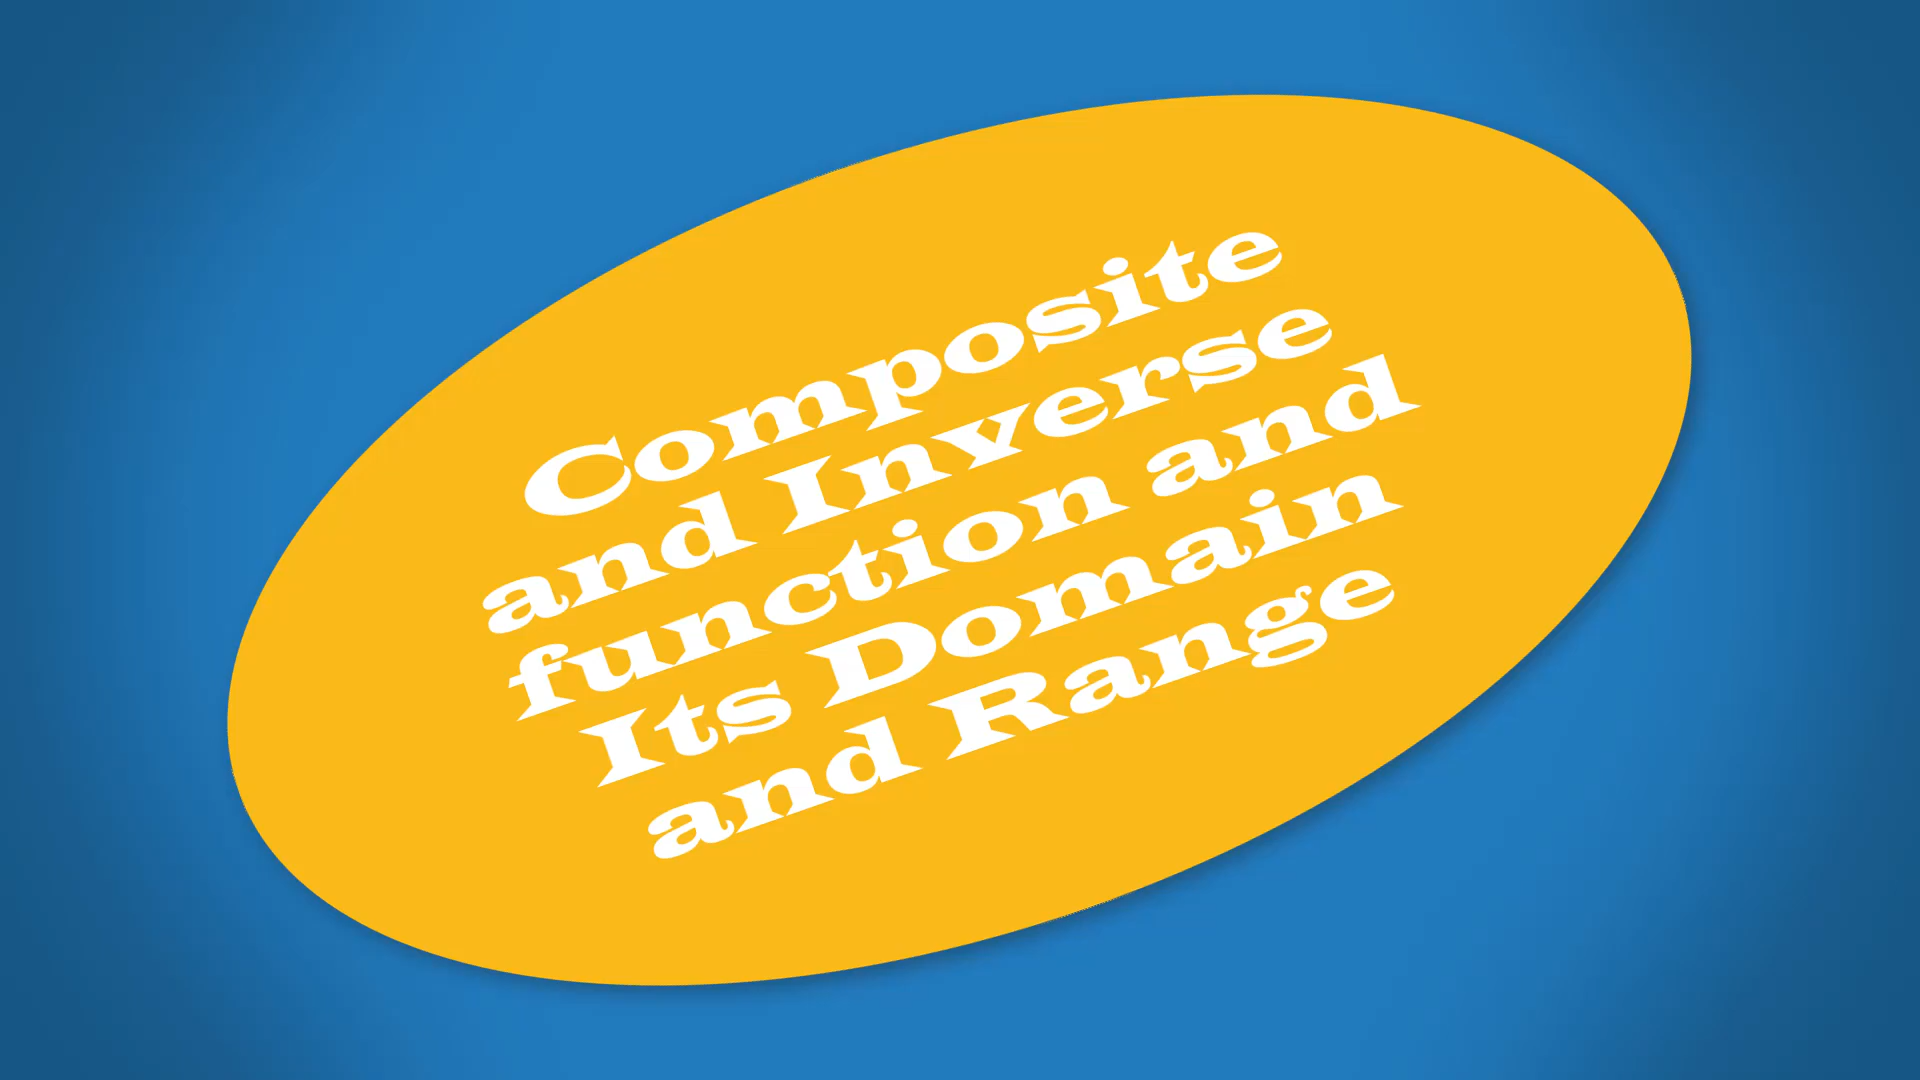 Composite
and Inverse
function and
Its Domain
and Range